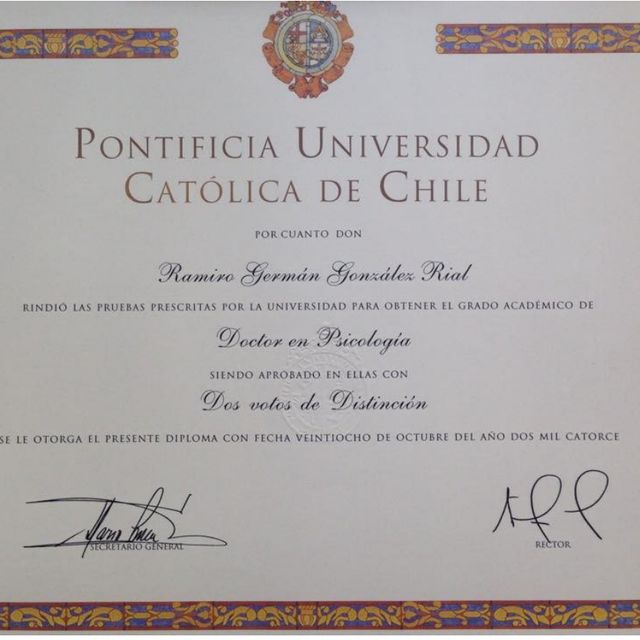 PONTIFICIA UNIVERSIDAD
CATÓLICA DE CHILE
POR CUANTO DON
Ramiro Germán González Rial
RINDIÓ LAS PRUEBAS PRESCRITAS POR LA UNIVERSIDAD PARA OBTENER EL GRADO ACADÉMICO DE
Doctor en Psicología
SIENDO APROBADO EN ELLAS CON
Dos votos de Distinción
SE LE OTORGA EL PRESENTE DIPLOMA CON FECHA VEINTIOCHO DE OCTUBRE DEL AÑO DOS MIL CATORCE
SECRETARIO GENERAL
RECTOR